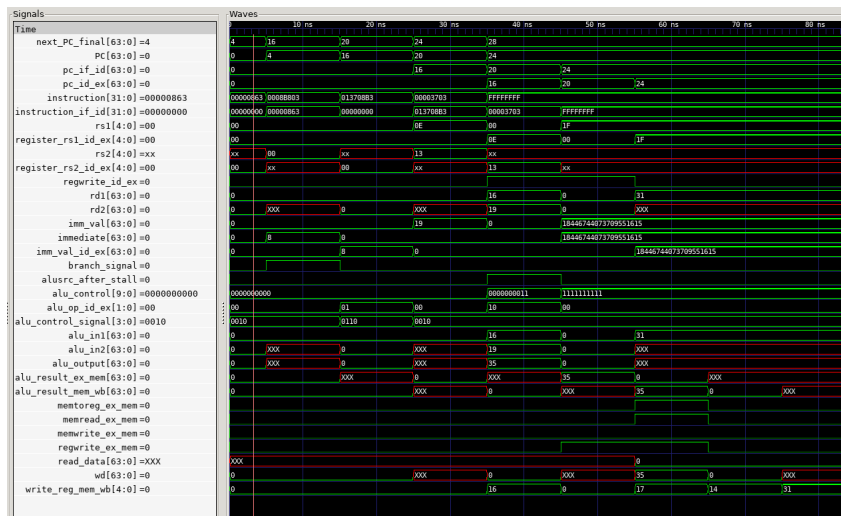 Signals
Waves
Time
10 ns 20 ns 30 ns 40 ns 50 ns 60 ns 70 ns 80 ns
next_PC_final[63:0]=4 4 16 20 24 28
PC[63:0]=0 0 4 16 20 24
pc_if_id[63:0]=0 0 16 20 24
pc_id_ex[63:0]=0 0 16 20 24
instruction[31:0]=00000863 00000863 0008B803 013708B3 00003703 FFFFFFFF
instruction_if_id[31:0]=00000000 00000000 00000863 00000000 013708B3 00003703 FFFFFFFF
rs1[4:0]=00 00 0E 00 1F
register_rs1_id_ex[4:0]=00 00 0E 00 1F
rs2[4:0]=xx xx 00 xx 13 xx
register_rs2_id_ex[4:0]=00 00 xx 00 xx 13 xx
regwrite_id_ex=0
rd1[63:0]=0 0 16 0 31
rd2[63:0]=0 0 XXX 0 XXX 19 0 XXX
imm_val[63:0]=0 0 19 0 18446744073709551615
immediate[63:0]=0 0 8 0 18446744073709551615
imm_val_id_ex[63:0]=0 0 8 0 18446744073709551615
branch_signal=0
alusrc_after_stall=0
alu_control[9:0]=0000000000 0000000000 0000000011 1111111111
alu_op_id_ex[1:0]=00 00 01 00 10 00
alu_control_signal[3:0]=0010 0010 0110 0010
alu_in1[63:0]=0 0 16 0 31
alu_in2[63:0]=0 0 XXX 0 XXX 19 0 XXX
alu_output[63:0]=0 0 XXX 0 XXX 35 0 XXX
alu_result_ex_mem[63:0]=0 0 XXX 0 XXX 35 0 XXX
alu_result_mem_wb[63:0]=0 0 XXX 0 XXX 35 0 XXX
memtoreg_ex_mem=0
memread_ex_mem=0
memwrite_ex_mem=0
regwrite_ex_mem=0
read_data[63:0]=XXX XXX 0
wd[63:0]=0 0 XXX 0 XXX 35 0 XXX
write_reg_mem_wb[4:0]=0 0 16 0 17 14 31